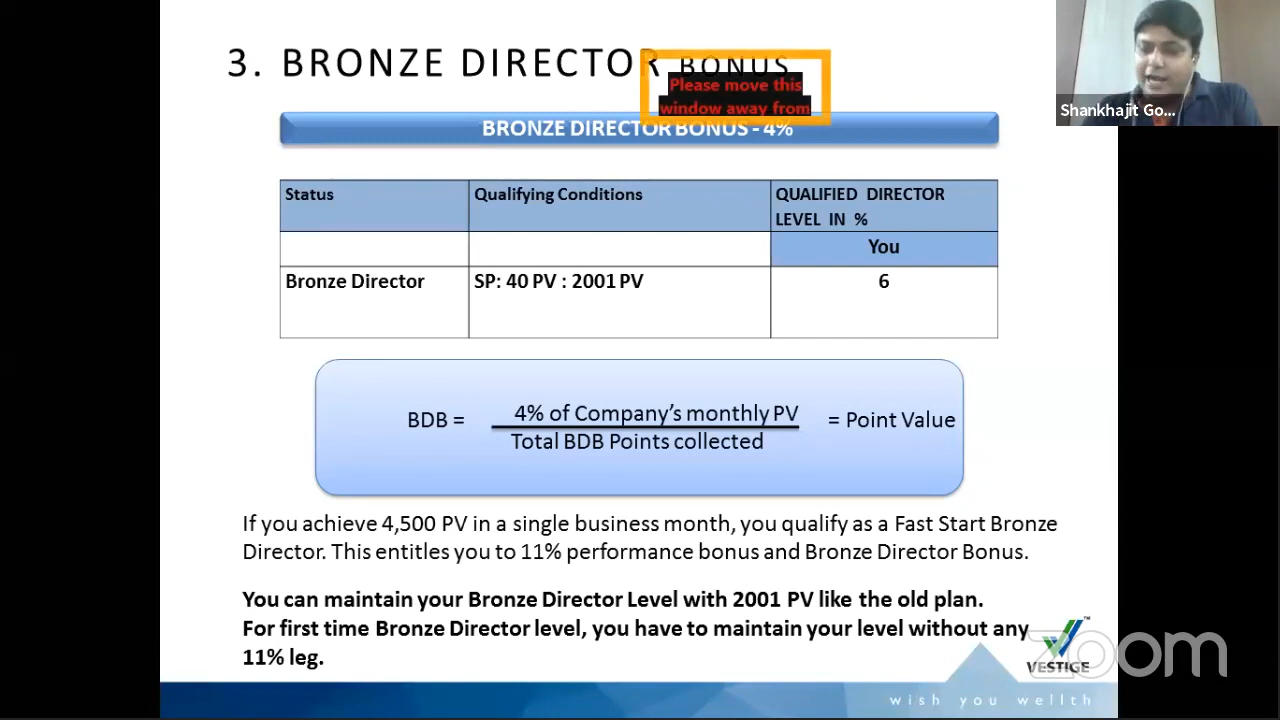 3. BRONZE DIRECTOR BONUS
Please move this
window away from
BRONZE DIRECTOR BONUS - 4%
Shankhajit Go...
Status Qualifying Conditions QUALIFIED DIRECTOR
LEVEL IN %
You
Bronze Director SP: 40 PV : 2001 PV 6
4% of Company's monthly PV
BDB = = Point Value
Total BDB Points collected
If you achieve 4,500 PV in a single business month, you qualify as a Fast Start Bronze
Director. This entitles you to 11% performance bonus and Bronze Director Bonus.
You can maintain your Bronze Director Level with 2001 PV like the old plan.
For first time Bronze Director level, you have to maintain your level without any
11% leg.
TM
VESTIGE
zoom
wish you wellth